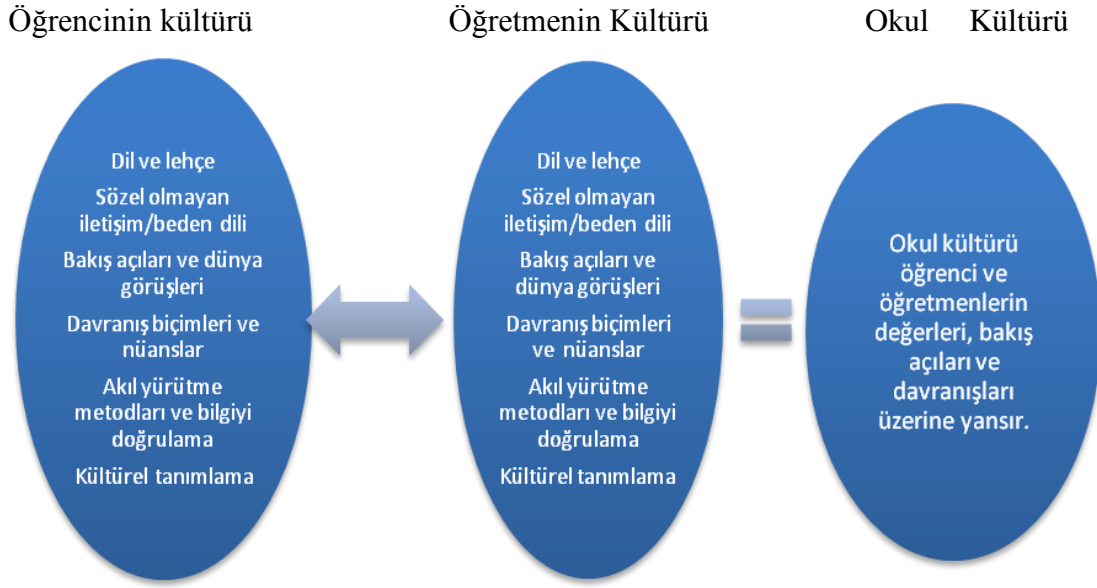 Öğrencinin kültürü
Öğretmenin Kültürü
Okul Kültürü
Dil ve lehçe
Sözel olmayan
iletişim/beden dili
Bakış açıları ve dünya
görüşleri
Davranış biçimleri ve
nüanslar
Akıl yürütme
metodları ve bilgiyi
doğrulama
Kültürel tanımlama
Dil ve lehçe
Sözel olmayan
iletişim/beden dili
Bakış açıları ve
dünya görüşleri
Davranış biçimleri
ve nüanslar
Akıl yürütme
metodları ve bilgiyi
doğrulama
Kültürel tanımlama
Okul kültürü
öğrenci ve
öğretmenlerin
değerleri, bakış
açıları ve
davranışları
üzerine yansır.